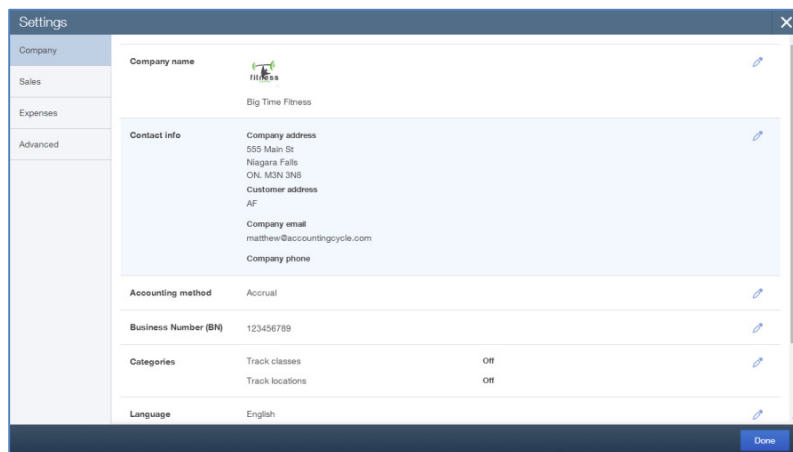 Settings
Company
Sales
Expenses
Advanced
Company name
fitness
Big Time Fitness
Contact info
Company address
555 Main St
Niagara Falls
ON. M3N 3N8
Customer address
AF
Company email
matthew@accountingcycle.com
Company phone
Accounting method Accrual
Business Number (BN) 123456789
Categories Track classes Off
Track locations Off
Language English
Done